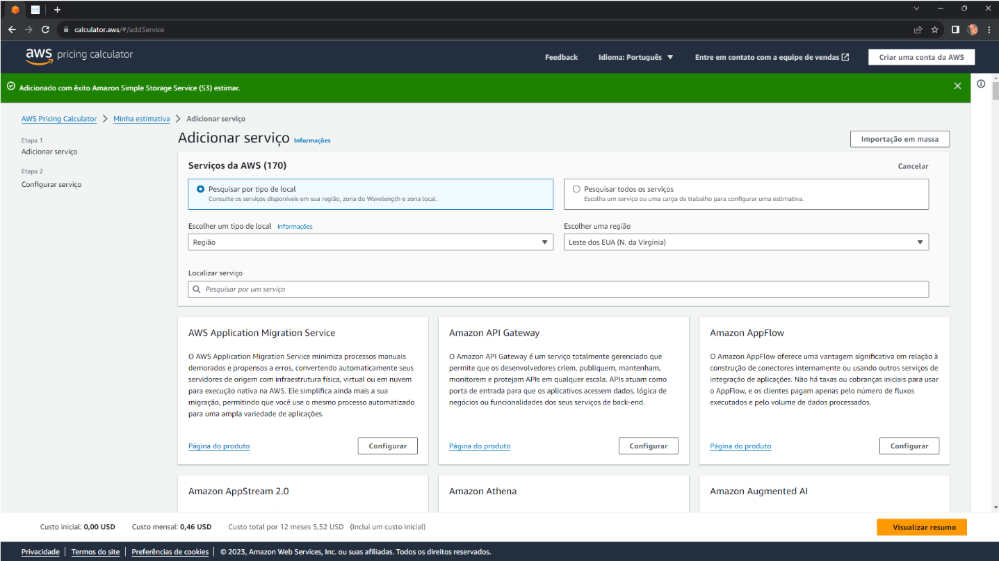 calculator.aws/#/addService
aws pricing calculator
Feedback
Idioma: Português
Entre em contato com a equipe de vendas
Criar uma conta da AWS
Adicionado com êxito Amazon Simple Storage Service (S3) estimar.
AWS Pricing Calculator
Minha estimativa
Adicionar serviço
Etapa 1
Adicionar serviço
Etapa 2
Configurar serviço
Adicionar serviço Informações
Importação em massa
Serviços da AWS (170)
Cancelar
Pesquisar por tipo de local
Consulte os serviços disponíveis em sua região, zona do Wavelength e zona local.
Pesquisar todos os serviços
Escolha um serviço ou uma carga de trabalho para configurar uma estimativa.
Escolher um tipo de local Informações
Região
Escolher uma região
Leste dos EUA (N. da Virgínia)
Localizar serviço
Pesquisar por um serviço
AWS Application Migration Service
O AWS Application Migration Service minimiza processos manuais
demorados e propensos a erros, convertendo automaticamente seus
servidores de origem com infraestrutura física, virtual ou em nuvem
para execução nativa na AWS. Ele simplifica ainda mais a sua
migração, permitindo que você use o mesmo processo automatizado
para uma ampla variedade de aplicações.
Página do produto
Configurar
Amazon API Gateway
O Amazon API Gateway é um serviço totalmente gerenciado que
permite que os desenvolvedores criem, publiquem, mantenham,
monitorem e protejam APIs em qualquer escala. APIs atuam como
porta de entrada para que os aplicativos acessem dados, lógica de
negócios ou funcionalidades dos seus serviços de back-end.
Página do produto
Configurar
Amazon AppFlow
O Amazon AppFlow oferece uma vantagem significativa em relação à
construção de conectores internamente ou usando outros serviços de
integração de aplicações. Não há taxas ou cobranças iniciais para usar
o AppFlow, e os clientes pagam apenas pelo número de fluxos
executados e pelo volume de dados processados.
Página do produto
Configurar
Amazon AppStream 2.0
Amazon Athena
Amazon Augmented AI
Custo inicial: 0,00 USD
Custo mensal: 0,46 USD
Custo total por 12 meses 5,52 USD (Inclui um custo inicial)
Visualizar resumo
Privacidade
Termos do site
Preferências de cookies
© 2023, Amazon Web Services, Inc. ou suas afiliadas. Todos os direitos reservados.